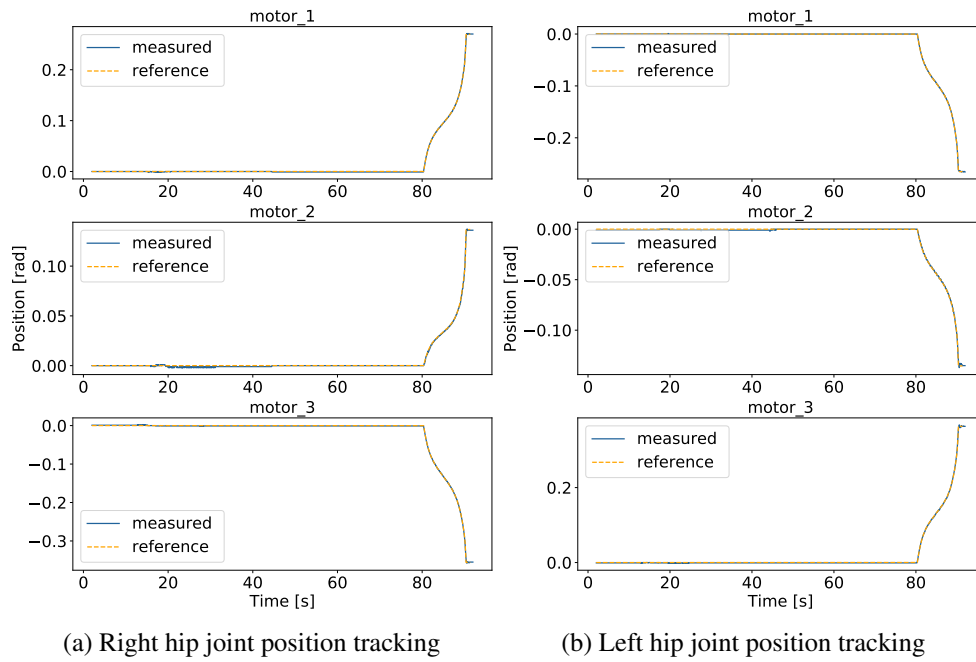 motor_1
measured
reference
0.2
0.1
0.0
0
20
40
60
80
motor_2
measured
reference
0.10
0.05
0.00
Position [rad]
0
20
40
60
80
motor_3
0.0
−0.1
−0.2
−0.3
measured
reference
0
20
40
60
80
Time [s]
(a) Right hip joint position tracking
motor_1
0.0
−0.1
−0.2
measured
reference
0
20
40
60
80
motor_2
0.00
−0.05
−0.10
measured
reference
Position [rad]
0
20
40
60
80
motor_3
measured
reference
0.2
0.0
0
20
40
60
80
Time [s]
(b) Left hip joint position tracking